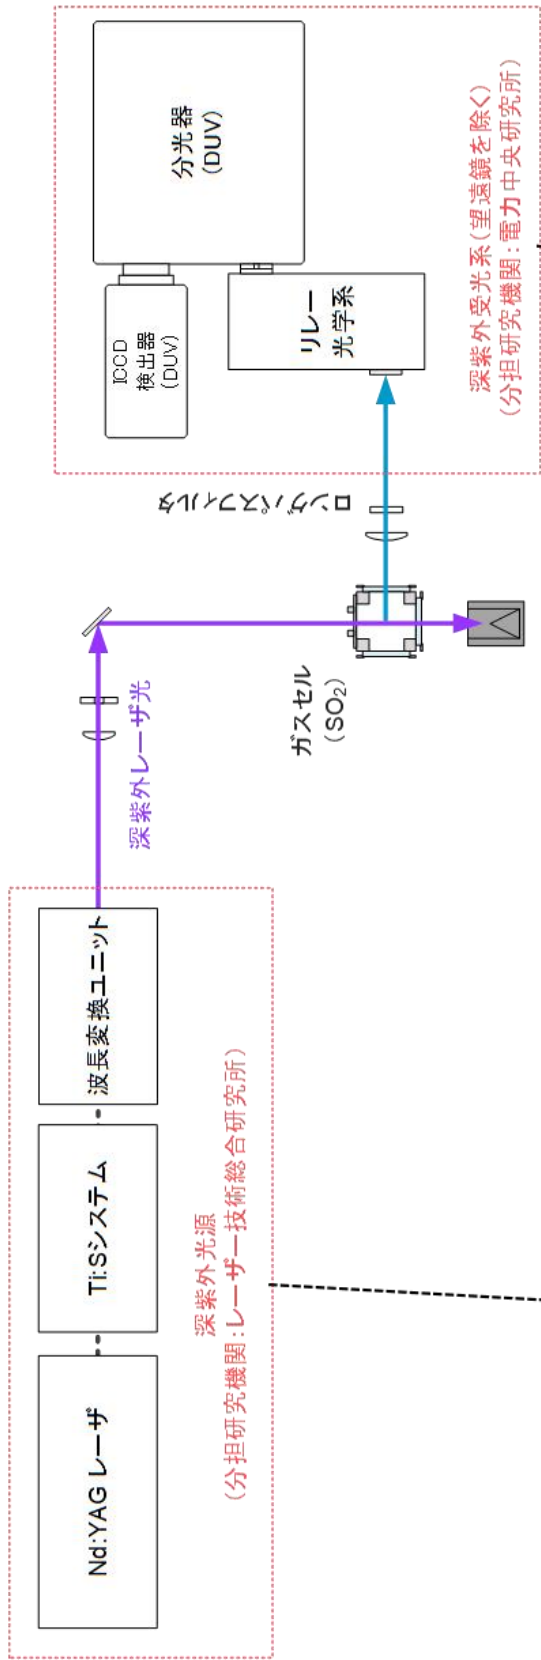 Nd:YAG レーザ
Ti:Sシステム
波長変換ユニット
深紫外光源
(分担研究機関:レーザー技術総合研究所)
深紫外レーザ光
ガスセル
(SO₂)
ロングパスフィルタ
ICCD
検出器
(DUV)
分光器
(DUV)
リレー
光学系
深紫外受光系(望遠鏡を除く)
(分担研究機関:電力中央研究所)